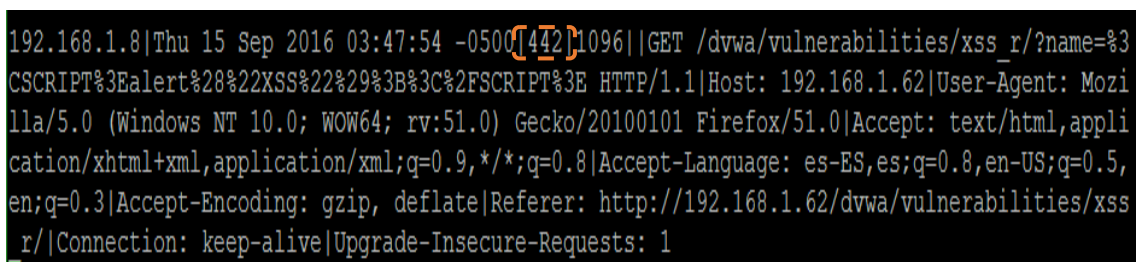 192.168.1.8|Thu 15 Sep 2016 03:47:54 -0500|442|1096||GET /dvwa/vulnerabilities/xss_r/?name=%3
CSCRIPT%3Ealert%28%22XSS%22%29%3B%3C%2FSCRIPT%3E HTTP/1.1|Host: 192.168.1.62|User-Agent: Mozi
lla/5.0 (Windows NT 10.0; WOW64; rv:51.0) Gecko/20100101 Firefox/51.0|Accept: text/html,appli
cation/xhtml+xml,application/xml;q=0.9,*/*;q=0.8|Accept-Language: es-ES,es;q=0.8,en-US;q=0.5,
en;q=0.3|Accept-Encoding: gzip, deflate|Referer: http://192.168.1.62/dvwa/vulnerabilities/xss
_r/|Connection: keep-alive|Upgrade-Insecure-Requests: 1